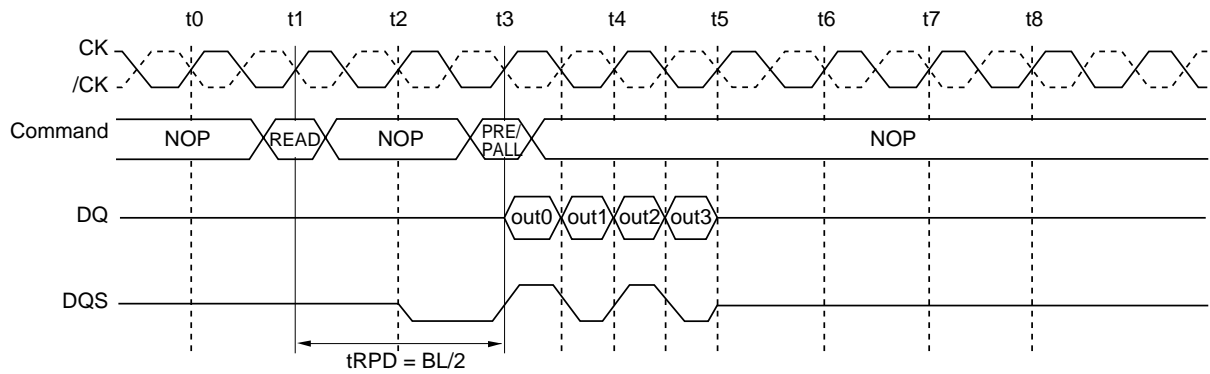 t0 t1 t2 t3 t4 t5 t6 t7 t8
CK
/CK
Command NOP READ NOP PRE/ PALL NOP
DQ out0 out1 out2 out3
DQS
tRPD = BL/2